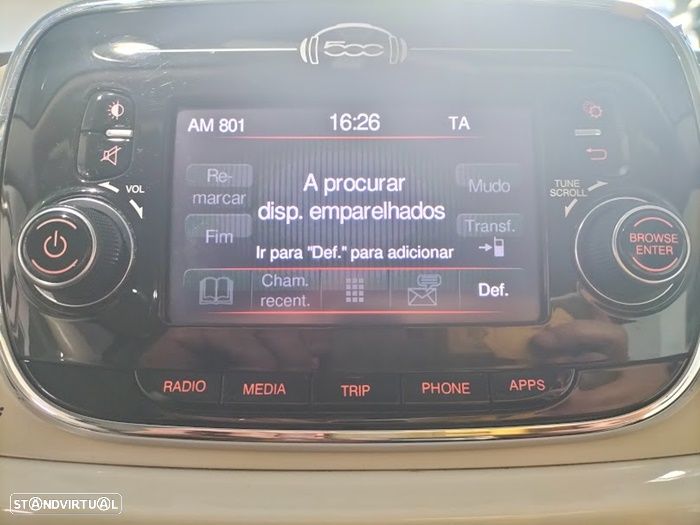 500
AM 801 16:26 TA
Re-
marcar
A procurar
disp. emparelhados
Mudo
Fim
Transf.
Ir para "Def." para adicionar
Cham.
recent.
Def.
VOL
TUNE
SCROLL
BROWSE
ENTER
RADIO MEDIA TRIP PHONE APPS
STANDVIRTUAL